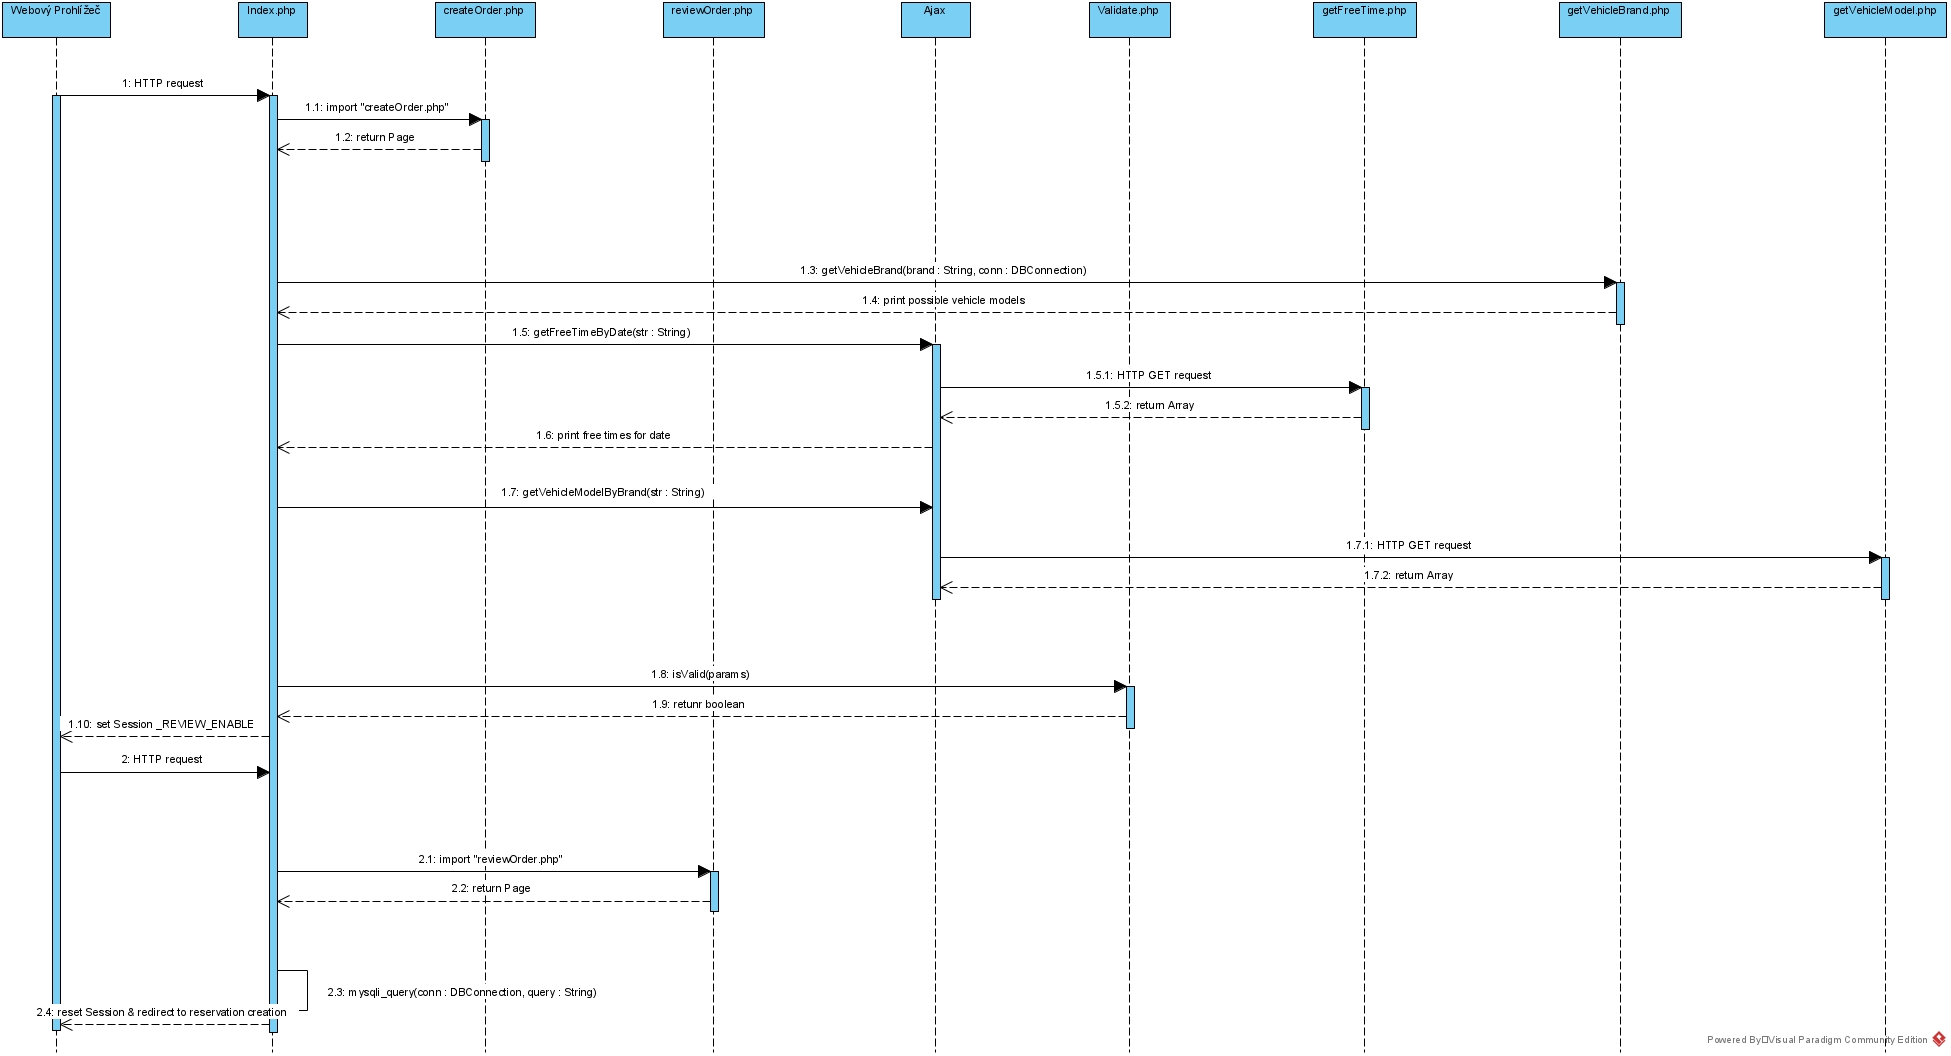 Webový Prohlížeč
Index.php
createOrder.php
reviewOrder.php
Ajax
Validate.php
getFreeTime.php
getVehicleBrand.php
getVehicleModel.php
1: HTTP request
1.1: import "createOrder.php"
1.2: return Page
1.3: getVehicleBrand(brand : String, conn : DBConnection)
1.4: print possible vehicle models
1.5: getFreeTimeByDate(str : String)
1.5.1: HTTP GET request
1.5.2: return Array
1.6: print free times for date
1.7: getVehicleModelByBrand(str : String)
1.7.1: HTTP GET request
1.7.2: return Array
1.8: isValid(params)
1.9: retunr boolean
1.10: set Session _REVIEW_ENABLE
2: HTTP request
2.1: import "reviewOrder.php"
2.2: return Page
2.3: mysqli_query(conn : DBConnection, query : String)
2.4: reset Session & redirect to reservation creation
Powered By Visual Paradigm Community Edition